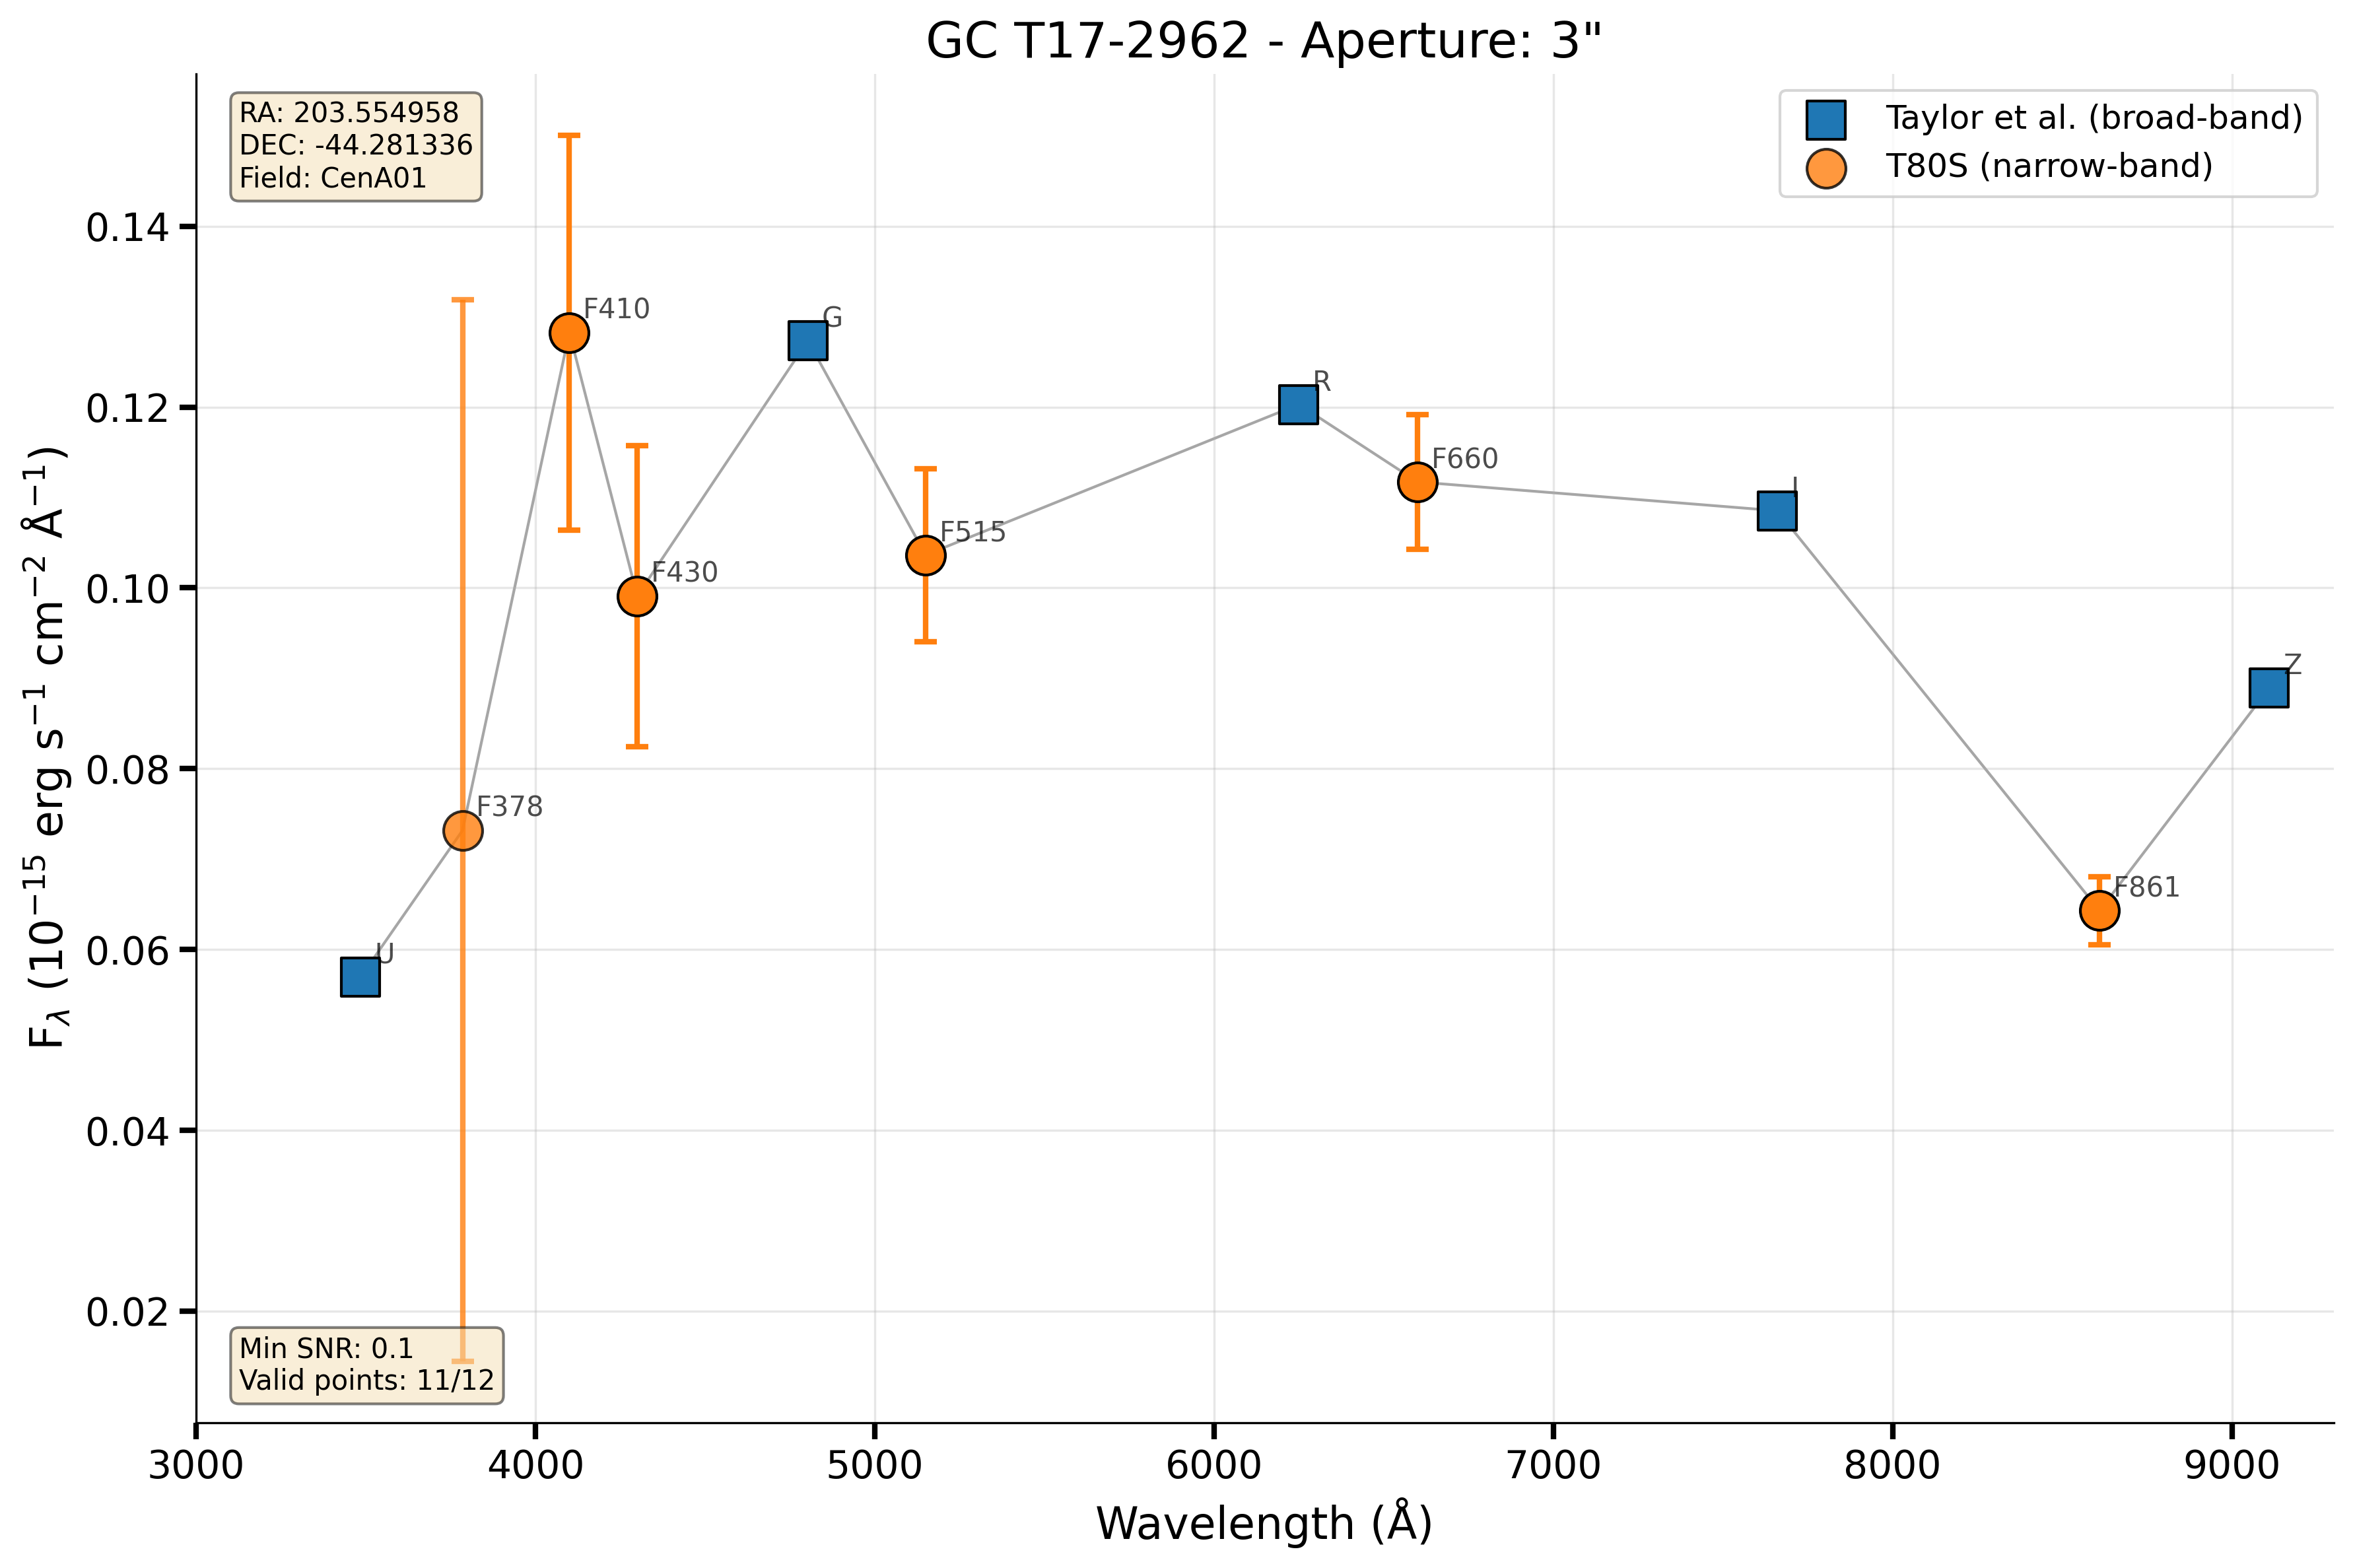 GC T17-2962 - Aperture: 3"
RA: 203.554958
DEC: -44.281336
Field: CenA01
Taylor et al. (broad-band)
T80S (narrow-band)
F410
G
R
F660
I
F515
F430
Z
F378
F861
U
0.14
0.12
0.10
0.08
0.06
0.04
0.02
F_λ (10⁻¹⁵ erg s⁻¹ cm⁻² Å⁻¹)
Min SNR: 0.1
Valid points: 11/12
3000 4000 5000 6000 7000 8000 9000
Wavelength (Å)